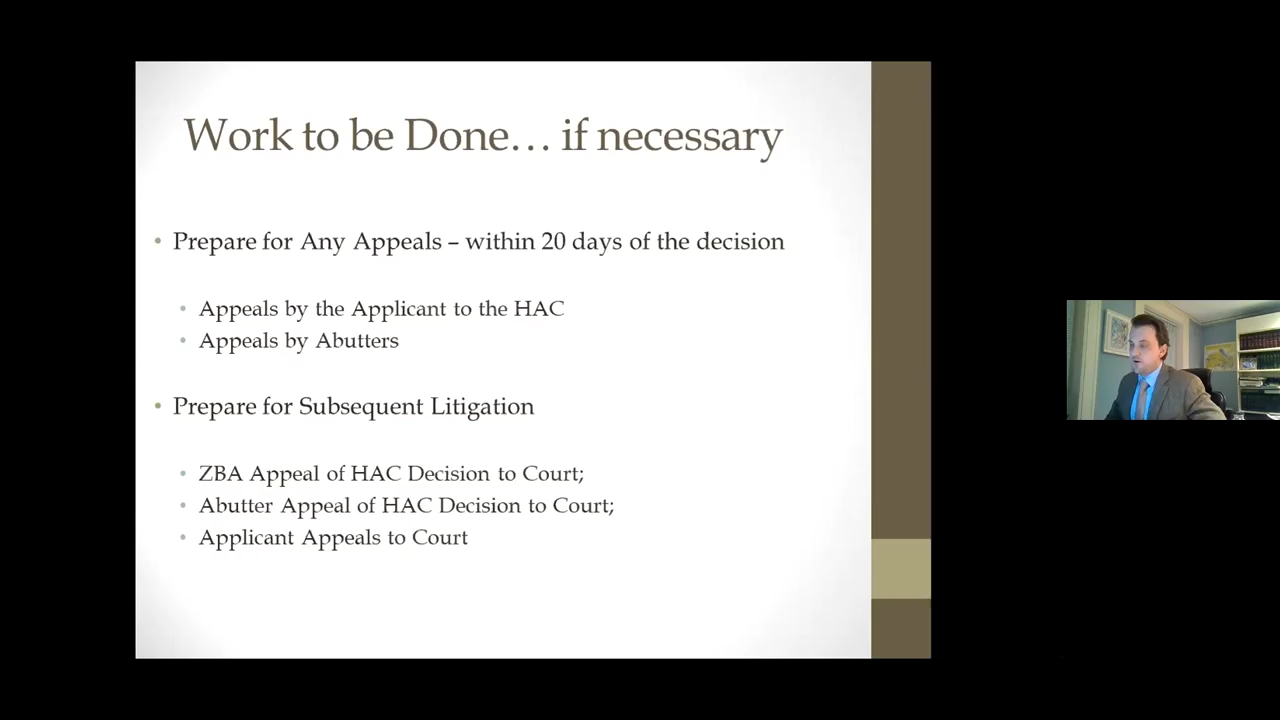 Work to be Done… if necessary
• Prepare for Any Appeals – within 20 days of the decision
• Appeals by the Applicant to the HAC
• Appeals by Abutters
• Prepare for Subsequent Litigation
• ZBA Appeal of HAC Decision to Court;
• Abutter Appeal of HAC Decision to Court;
• Applicant Appeals to Court